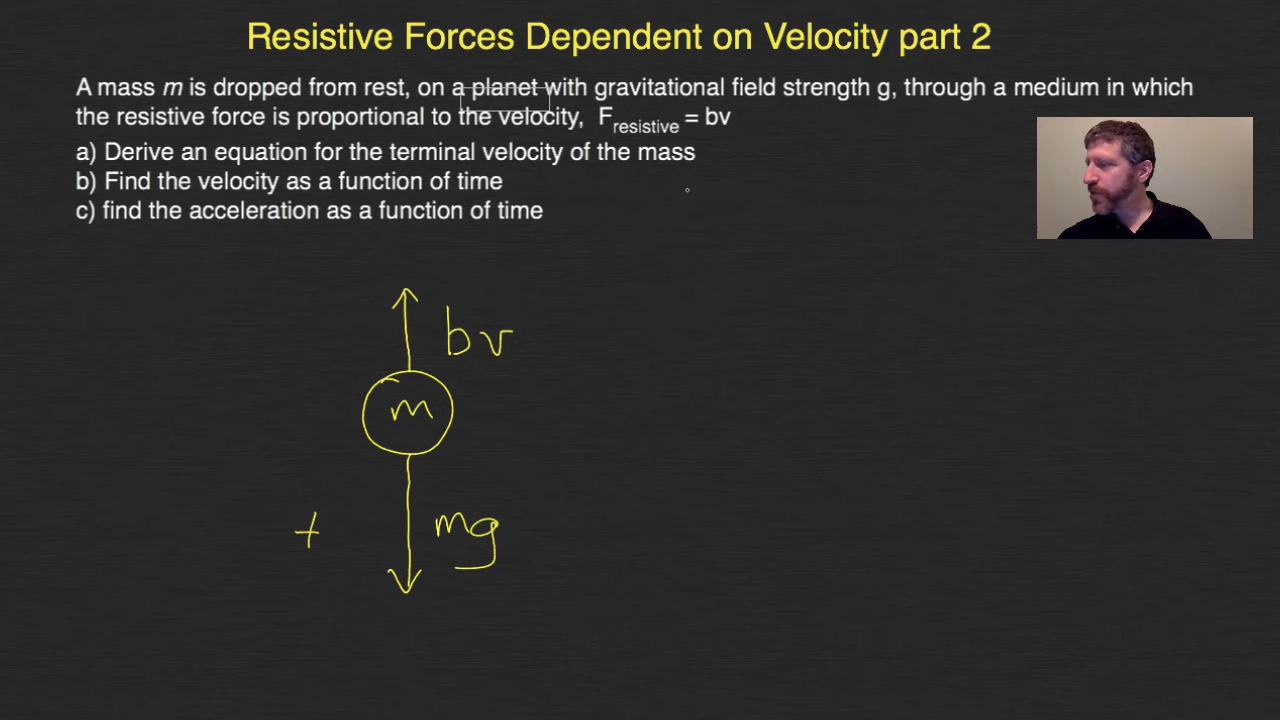 Resistive Forces Dependent on Velocity part 2
A mass m is dropped from rest, on a planet with gravitational field strength g, through a medium in which
the resistive force is proportional to the velocity, F_resistive = bv
a) Derive an equation for the terminal velocity of the mass
b) Find the velocity as a function of time
c) find the acceleration as a function of time
bv
m
+ mg